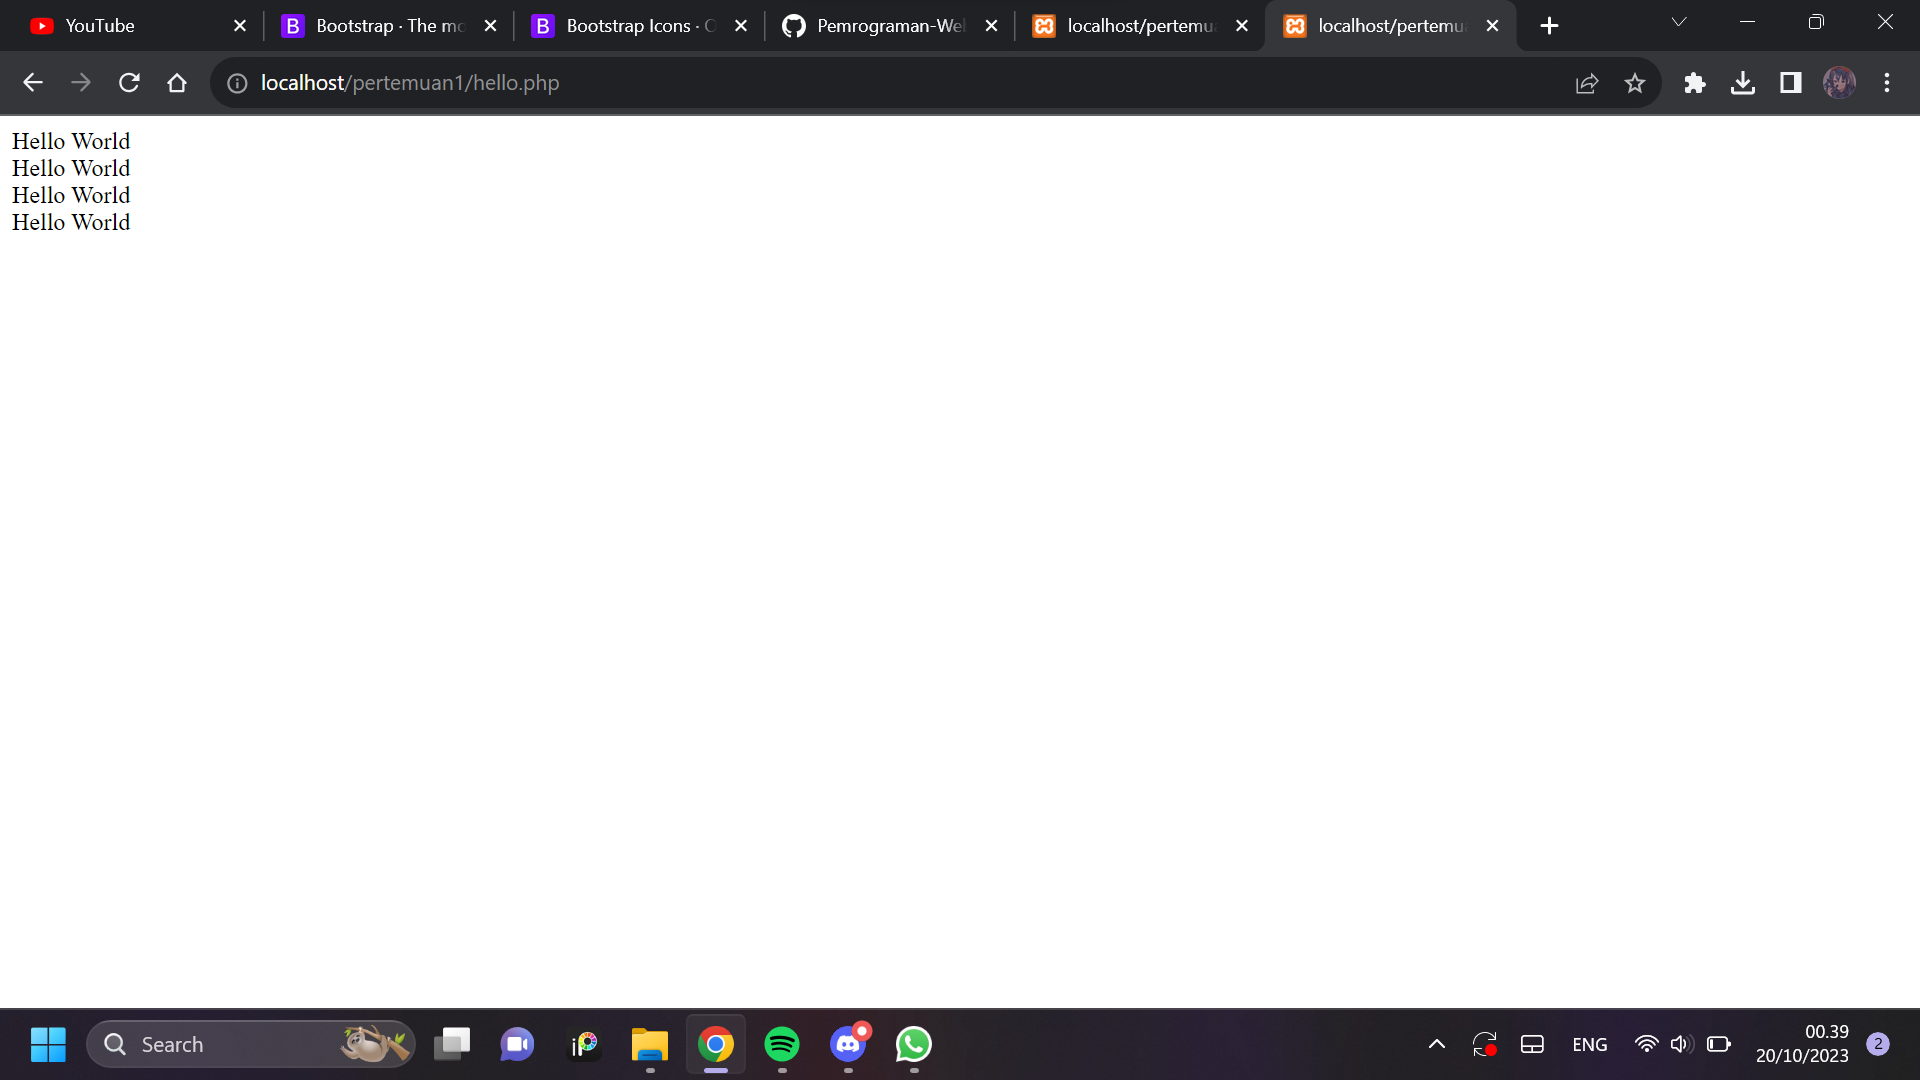 YouTube
Bootstrap · The mo
Bootstrap Icons · O
Pemrograman-We
localhost/pertemu
localhost/pertemu
localhost/pertemuan1/hello.php
Hello World
Hello World
Hello World
Hello World
Search
ENG
00.39
20/10/2023
2